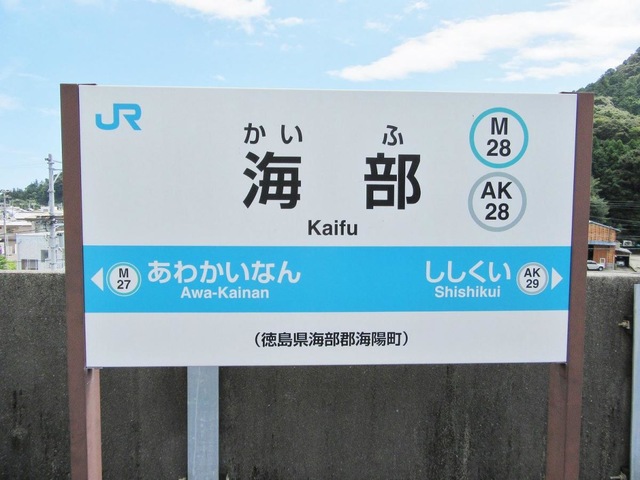 JR
かいふ
海部
Kaifu
M
28
AK
28
M
27
あわかいなん
Awa-Kainan
ししくい
Shishikui
AK
29
(徳島県海部郡海陽町)